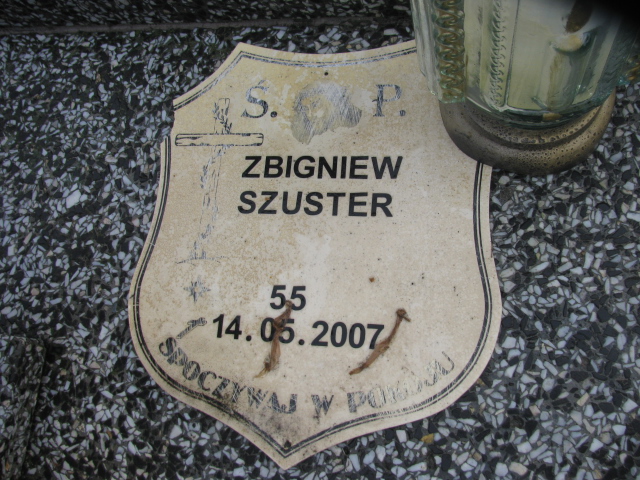 Ś. P.
ZBIGNIEW
SZUSTER
55
14.05.2007
SPOCZYWAJ W POKOJU